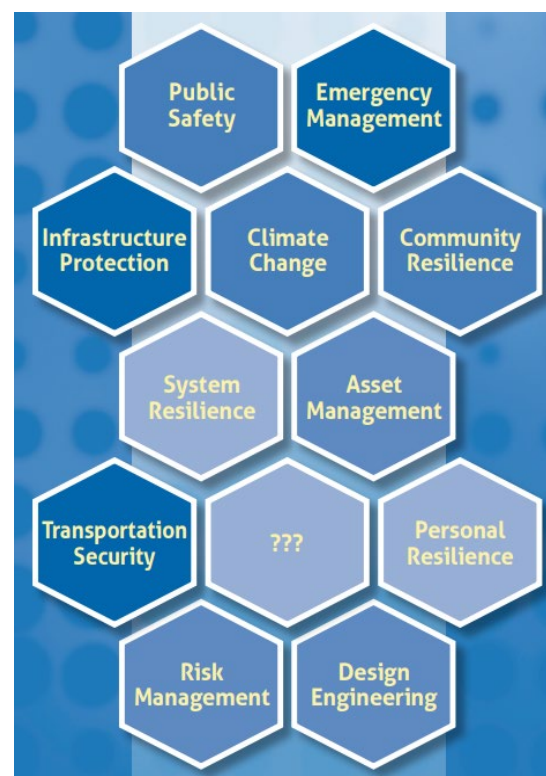 Public
Safety
Emergency
Management
Infrastructure
Protection
Climate
Change
Community
Resilience
System
Resilience
Asset
Management
Transportation
Security
???
Personal
Resilience
Risk
Management
Design
Engineering